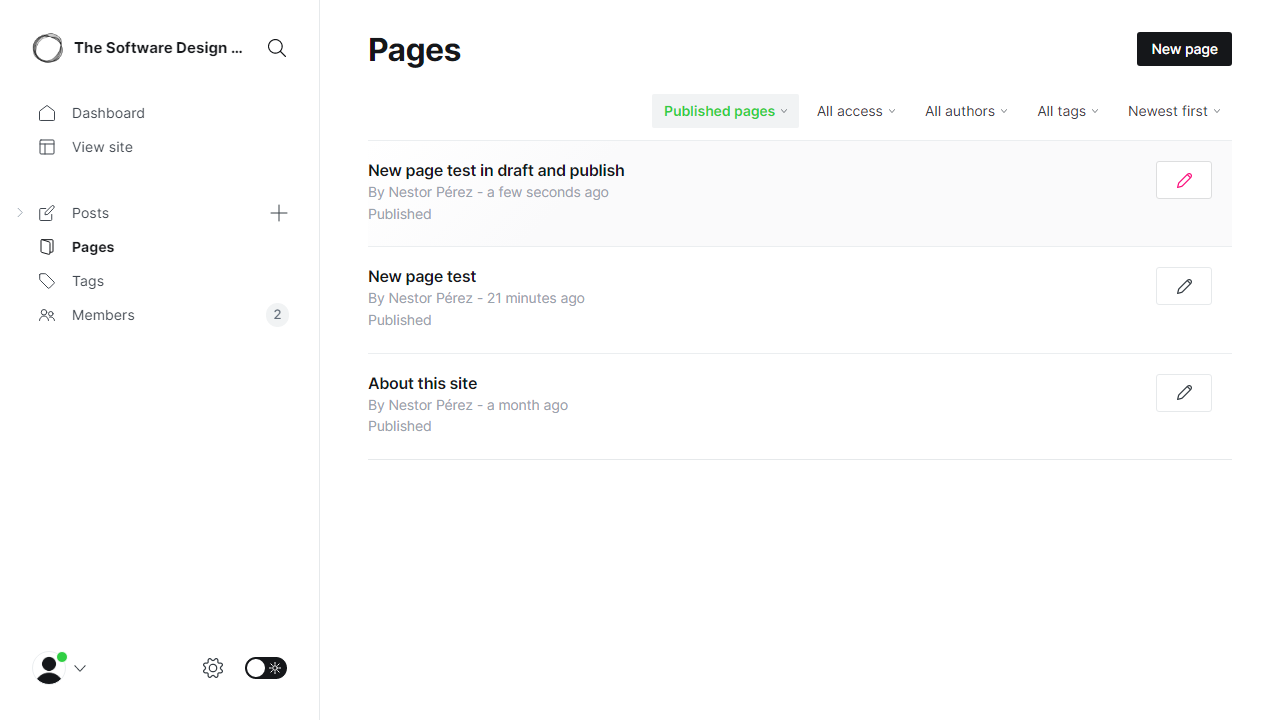 The Software Design ...
Dashboard
View site
Posts
Pages
Tags
Members
2
Pages
New page
Published pages
All access
All authors
All tags
Newest first
New page test in draft and publish
By Nestor Pérez - a few seconds ago
Published
New page test
By Nestor Pérez - 21 minutes ago
Published
About this site
By Nestor Pérez - a month ago
Published